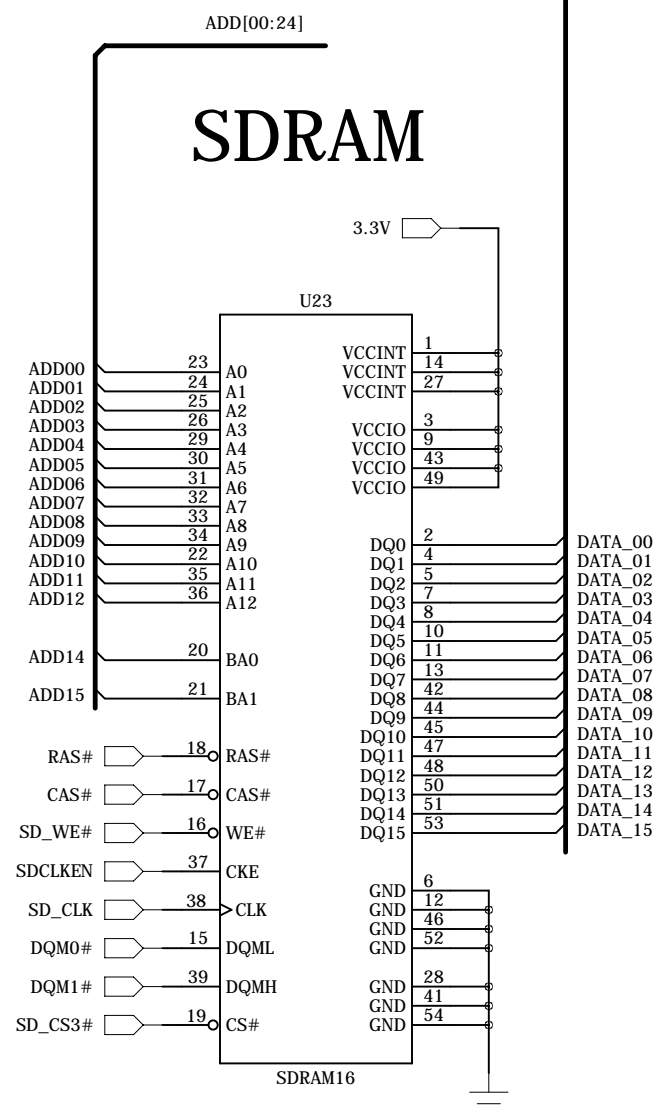 ADD[00:24]
SDRAM
3.3V
U23
ADD00 23 A0
ADD01 24 A1
ADD02 25 A2
ADD03 26 A3
ADD04 29 A4
ADD05 30 A5
ADD06 31 A6
ADD07 32 A7
ADD08 33 A8
ADD09 34 A9
ADD10 22 A10
ADD11 35 A11
ADD12 36 A12
ADD14 20 BA0
ADD15 21 BA1
RAS# 18 RAS#
CAS# 17 CAS#
SD_WE# 16 WE#
SDCLKEN 37 CKE
SD_CLK 38 CLK
DQM0# 15 DQML
DQM1# 39 DQMH
SD_CS3# 19 CS#
VCCINT 1
VCCINT 14
VCCINT 27
VCCIO 3
VCCIO 9
VCCIO 43
VCCIO 49
DQ0 2 DATA_00
DQ1 4 DATA_01
DQ2 5 DATA_02
DQ3 7 DATA_03
DQ4 8 DATA_04
DQ5 10 DATA_05
DQ6 11 DATA_06
DQ7 13 DATA_07
DQ8 42 DATA_08
DQ9 44 DATA_09
DQ10 45 DATA_10
DQ11 47 DATA_11
DQ12 48 DATA_12
DQ13 50 DATA_13
DQ14 51 DATA_14
DQ15 53 DATA_15
GND 6
GND 12
GND 46
GND 52
GND 28
GND 41
GND 54
SDRAM16